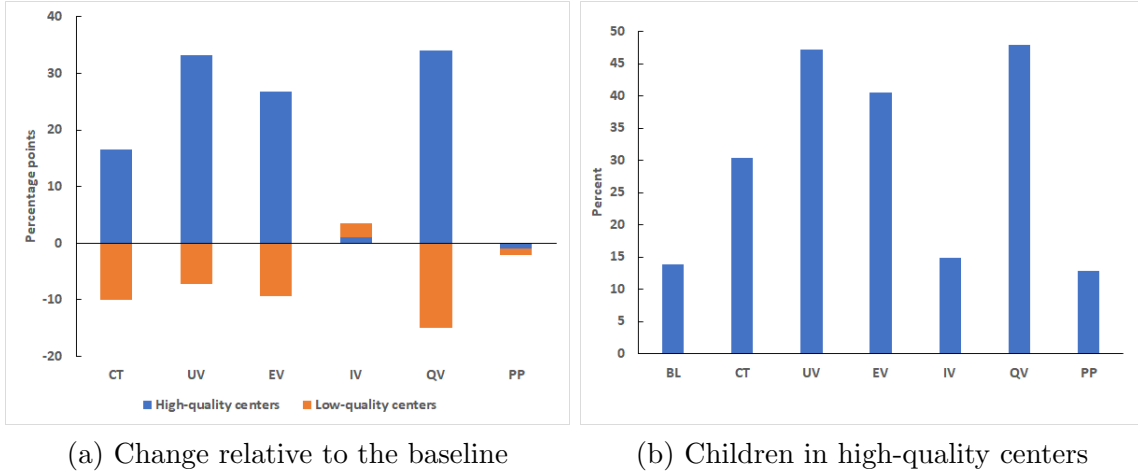 40
30
20
10
0
-10
-20
Percentage points
CT UV EV IV QV PP
High-quality centers Low-quality centers
(a) Change relative to the baseline
50
45
40
35
30
25
20
15
10
5
0
Percent
BL CT UV EV IV QV PP
(b) Children in high-quality centers